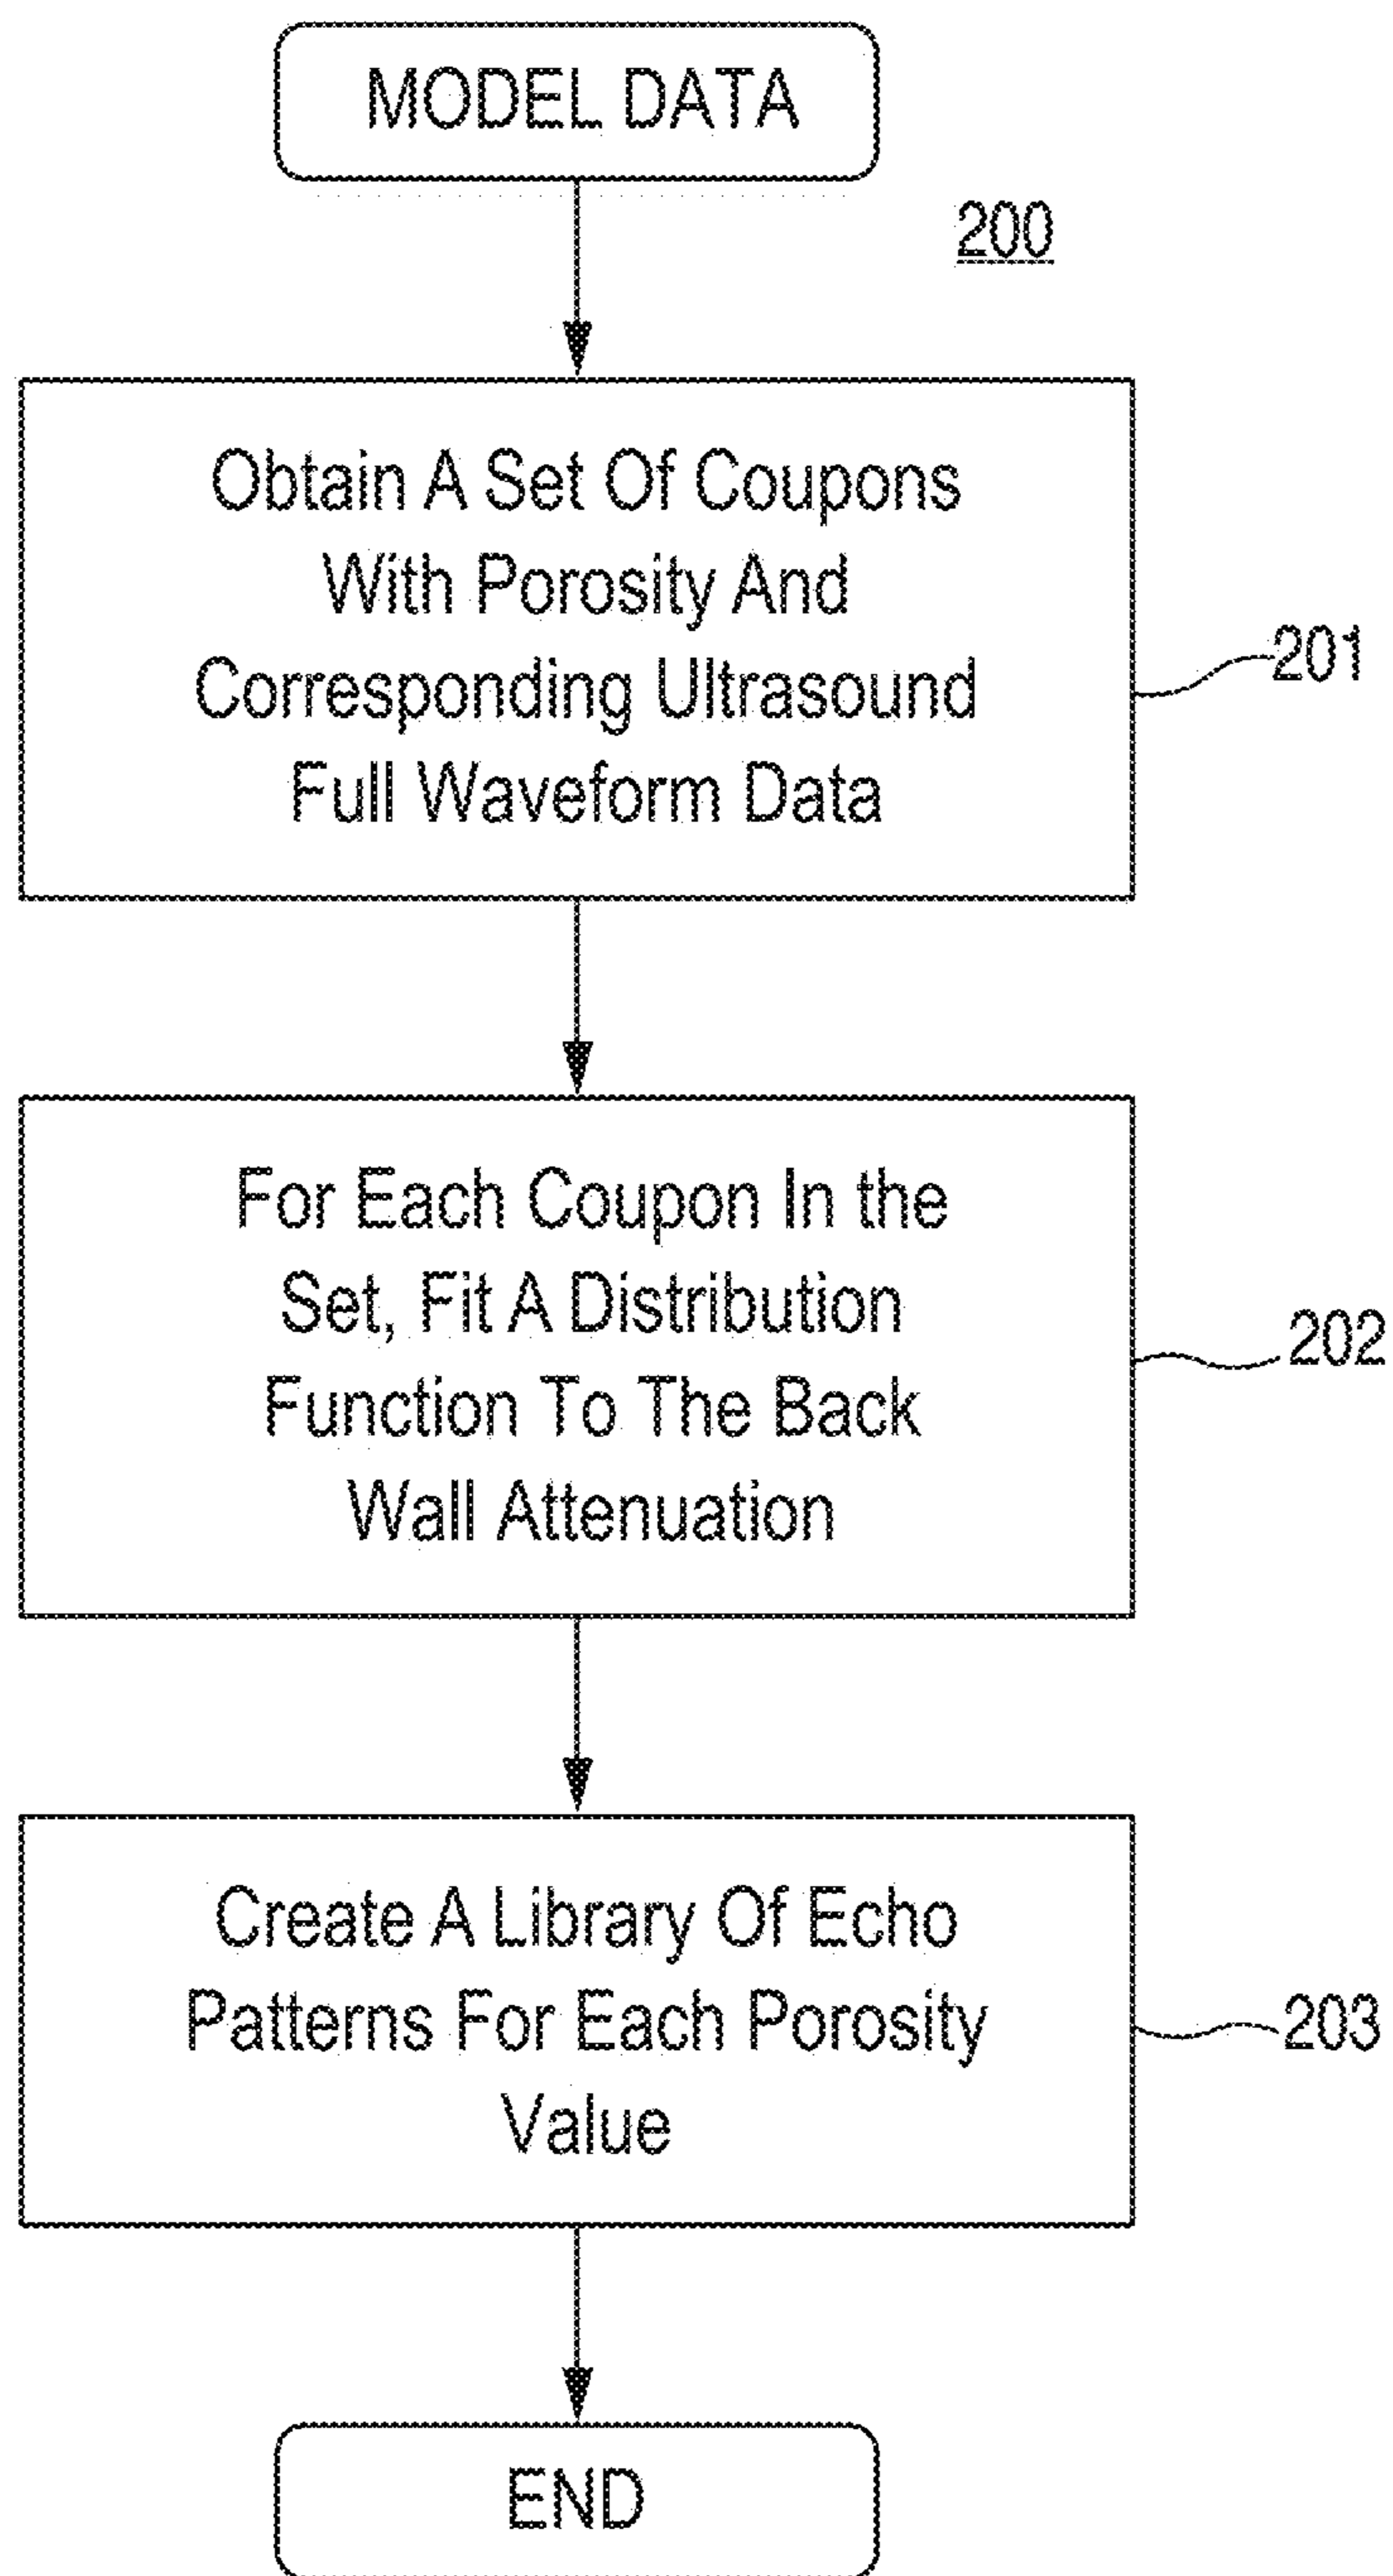 MODEL DATA
200
Obtain A Set Of Coupons
With Porosity And
Corresponding Ultrasound
Full Waveform Data
201
For Each Coupon In the
Set, Fit A Distribution
Function To The Back
Wall Attenuation
202
Create A Library Of Echo
Patterns For Each Porosity
Value
203
END